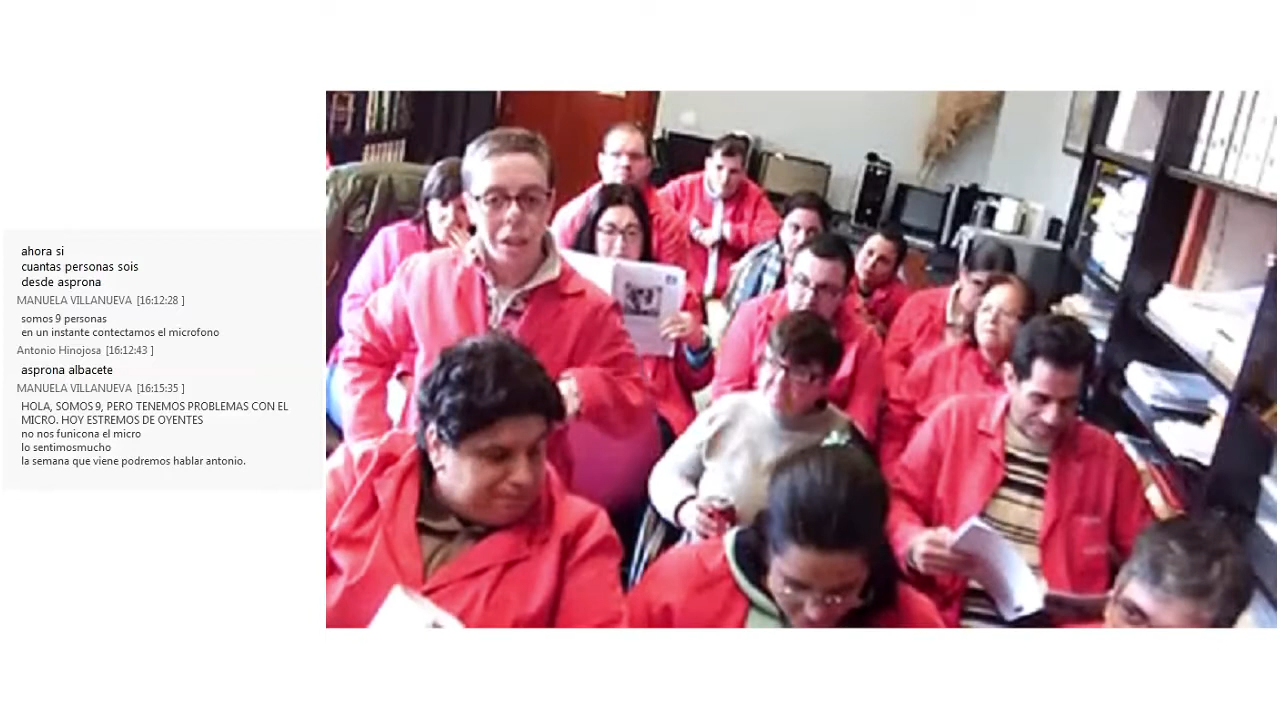 ahora si
cuantas personas sois
desde asprona
MANUELA VILLANUEVA [16:12:28 ]
somos 9 personas
en un instante contectamos el microfono
Antonio Hinojosa [16:12:43 ]
asprona albacete
MANUELA VILLANUEVA [16:15:35 ]
HOLA, SOMOS 9, PERO TENEMOS PROBLEMAS CON EL
MICRO. HOY ESTREMOS DE OYENTES
no nos funicona el micro
lo sentimosmucho
la semana que viene podremos hablar antonio.